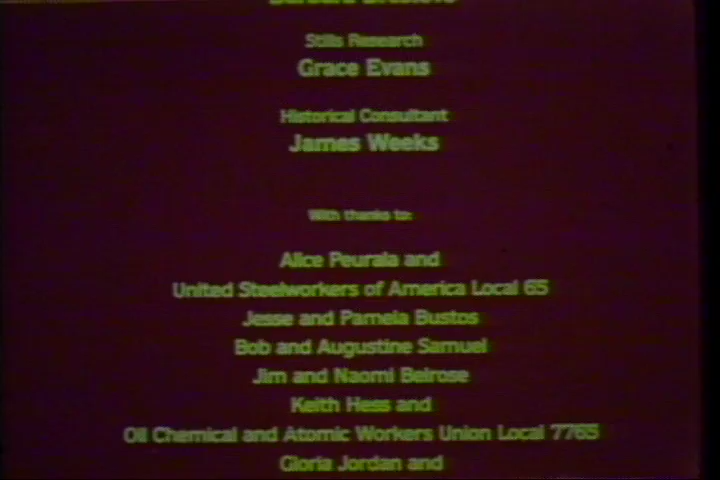 Stills Research
Grace Evans
Historical Consultant
James Weeks
With thanks to:
Alice Peurala and
United Steelworkers of America Local 65
Jesse and Pamela Bustos
Bob and Augustine Samuel
Jim and Naomi Belrose
Keith Hess and
Oil Chemical and Atomic Workers Union Local 7765
Gloria Jordan and